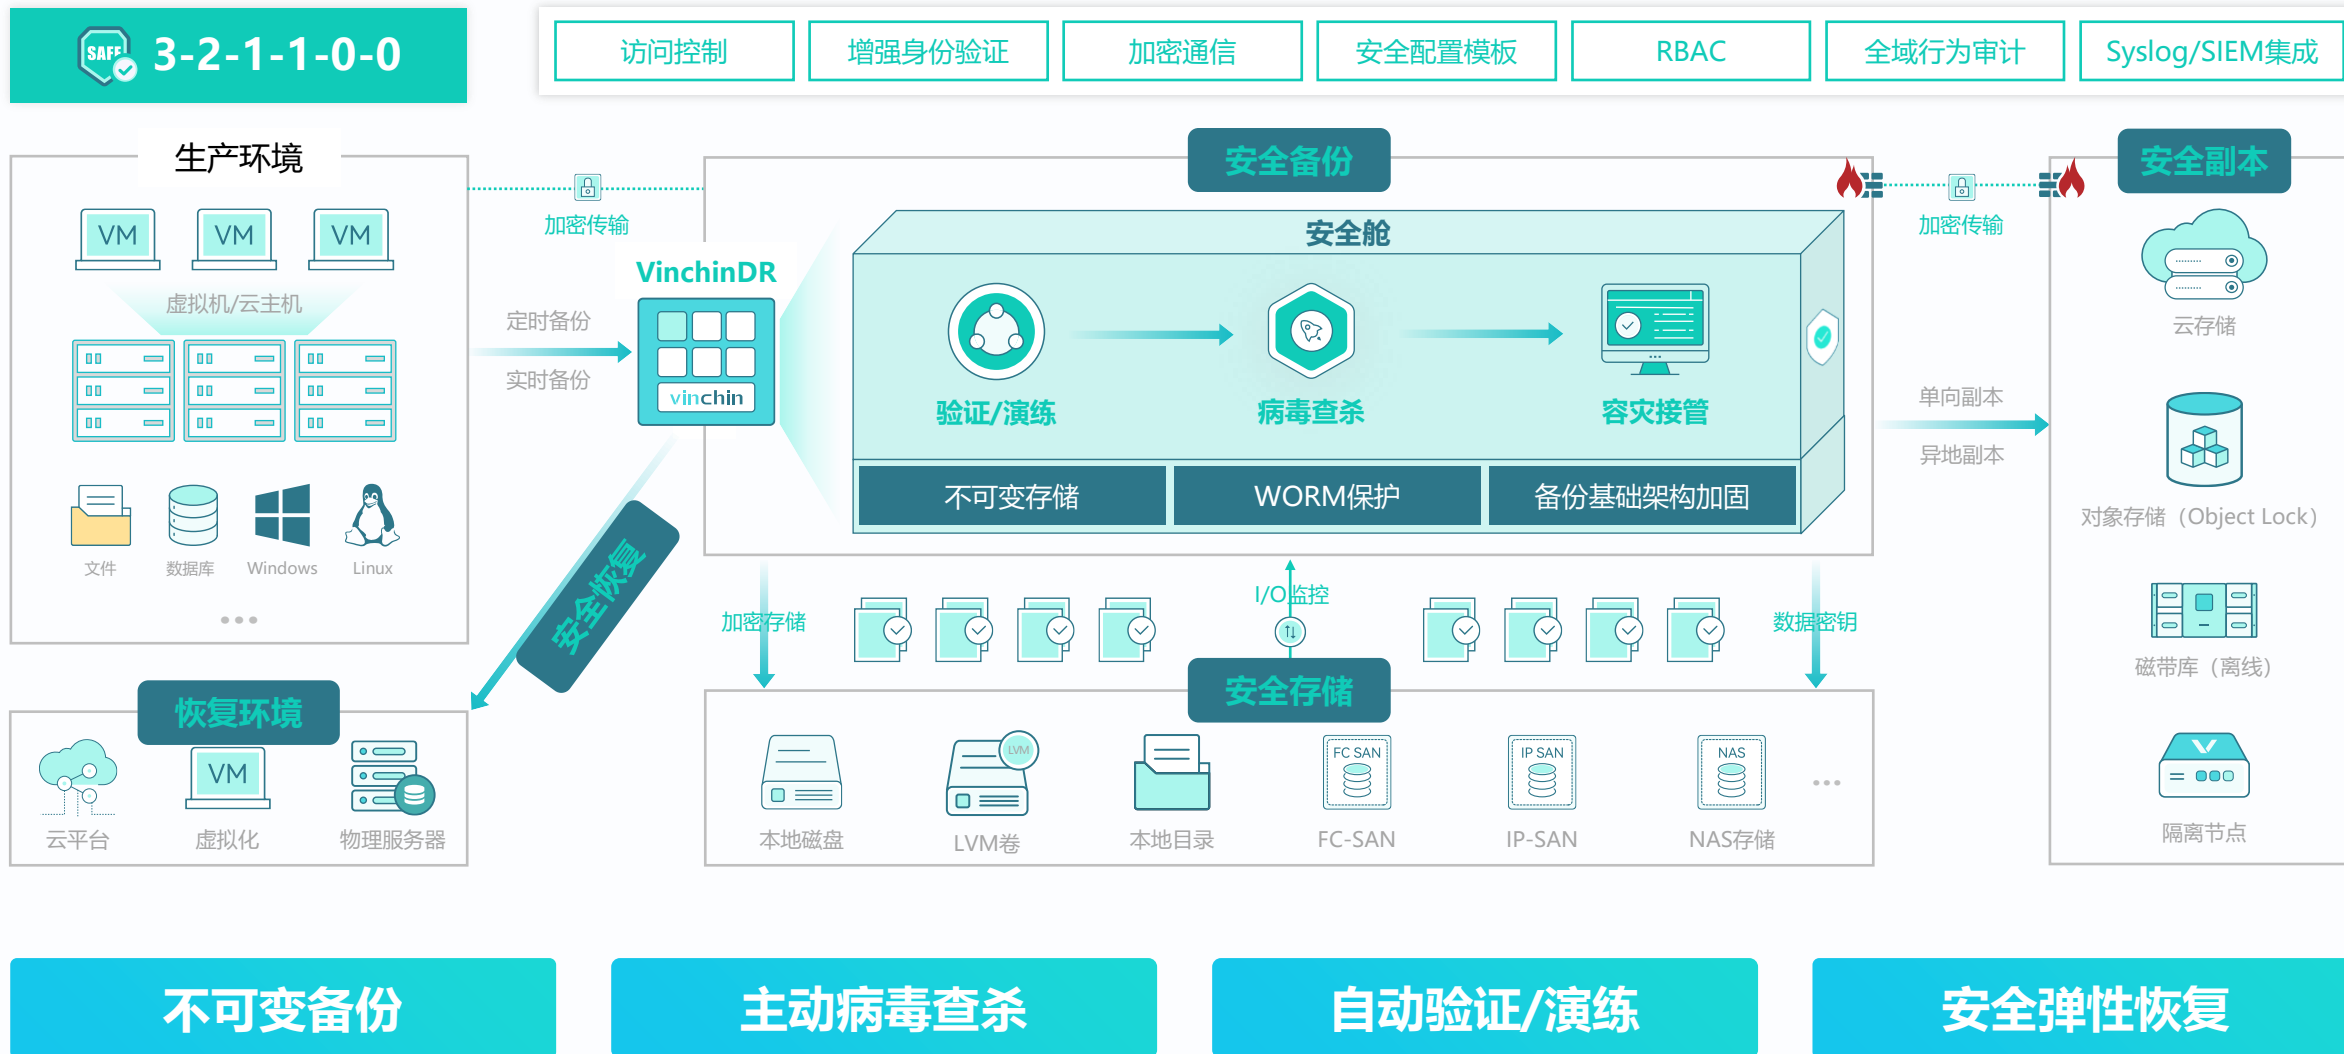 SAFE
3-2-1-1-0-0
访问控制
增强身份验证
加密通信
安全配置模板
RBAC
全域行为审计
Syslog/SIEM集成
生产环境
VM
VM
VM
虚拟机/云主机
文件
数据库
Windows
Linux
...
加密传输
VinchinDR
定时备份
实时备份
vinchin
安全恢复
安全备份
安全舱
验证/演练
病毒查杀
容灾接管
不可变存储
WORM保护
备份基础架构加固
加密传输
单向副本
异地副本
安全副本
云存储
对象存储（Object Lock）
磁带库（离线）
隔离节点
加密存储
I/O监控
数据密钥
恢复环境
VM
云平台
虚拟化
物理服务器
安全存储
LVM
FC SAN
IP SAN
NAS
...
本地磁盘
LVM卷
本地目录
FC-SAN
IP-SAN
NAS存储
不可变备份
主动病毒查杀
自动验证/演练
安全弹性恢复